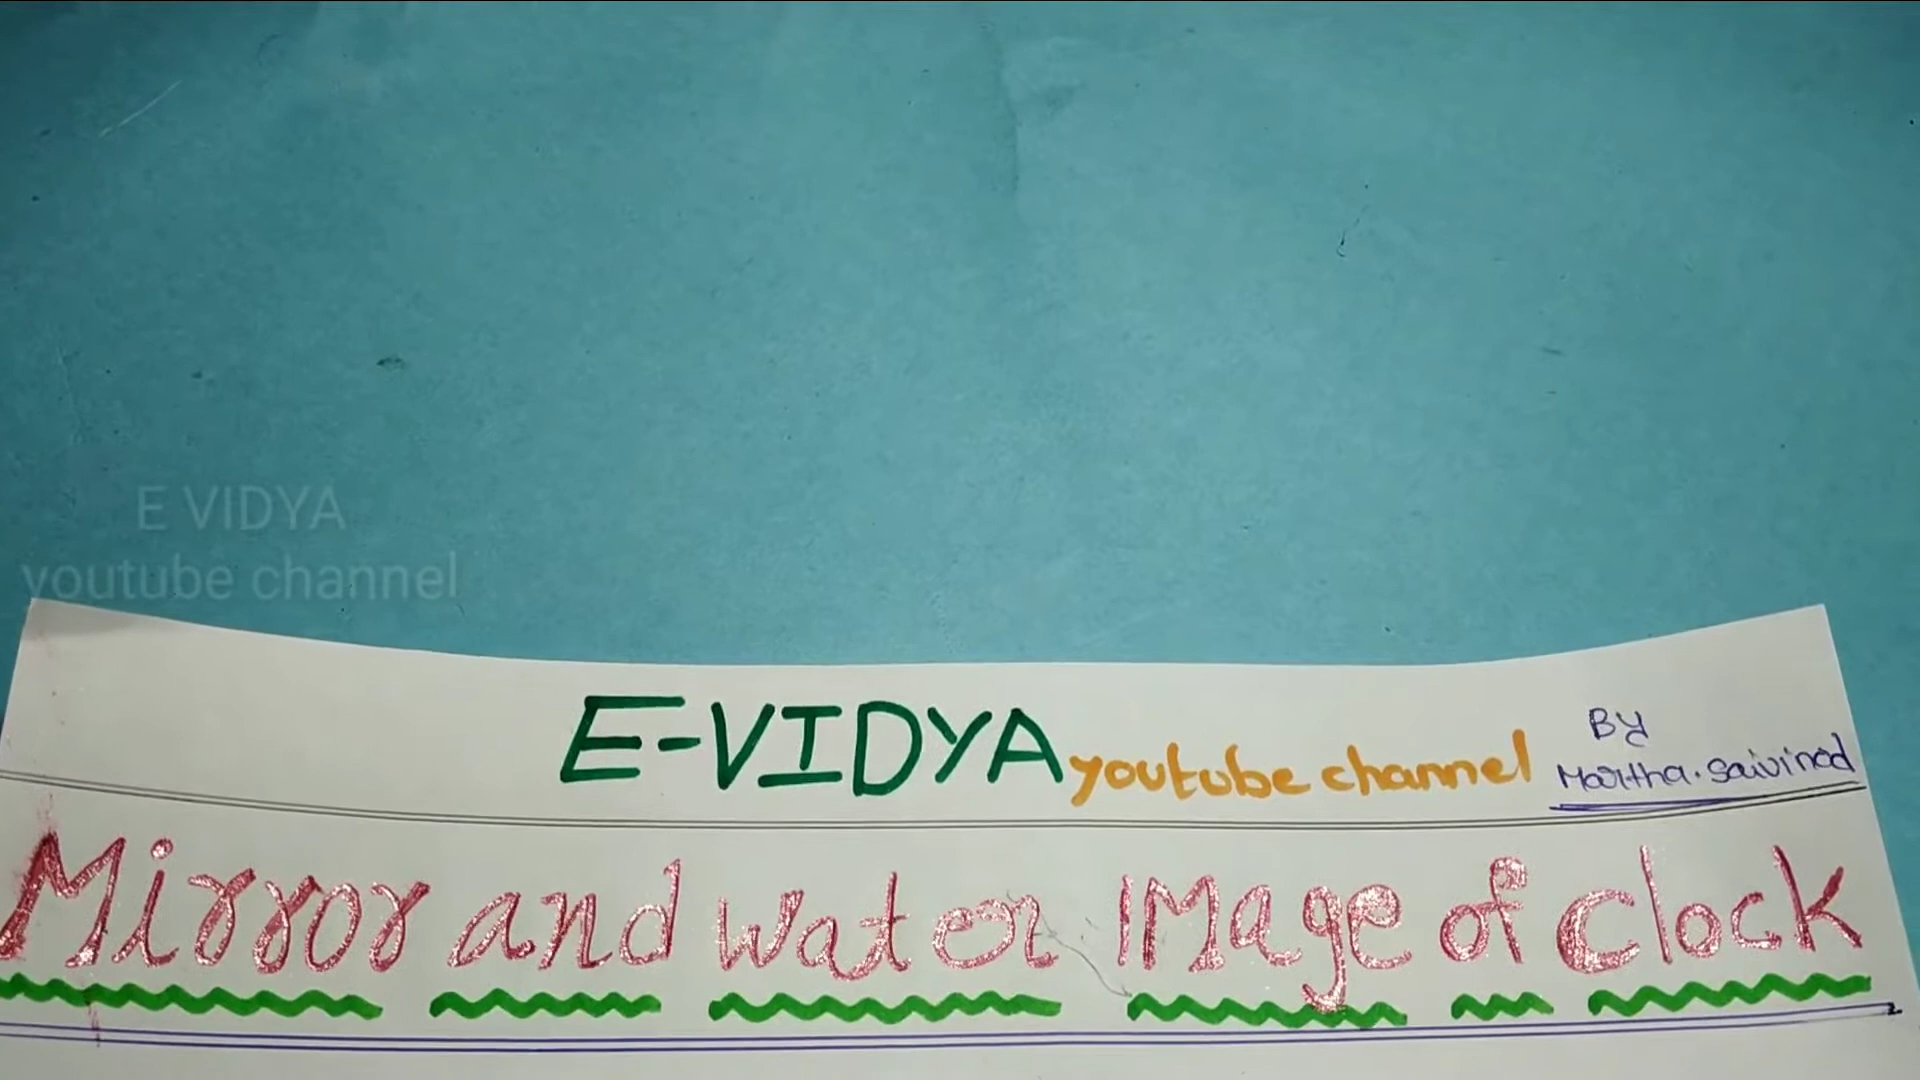 E VIDYA
youtube channel
E-VIDYA youtube channel By
Martha. Saivinod
Mirror and water IMage of clock